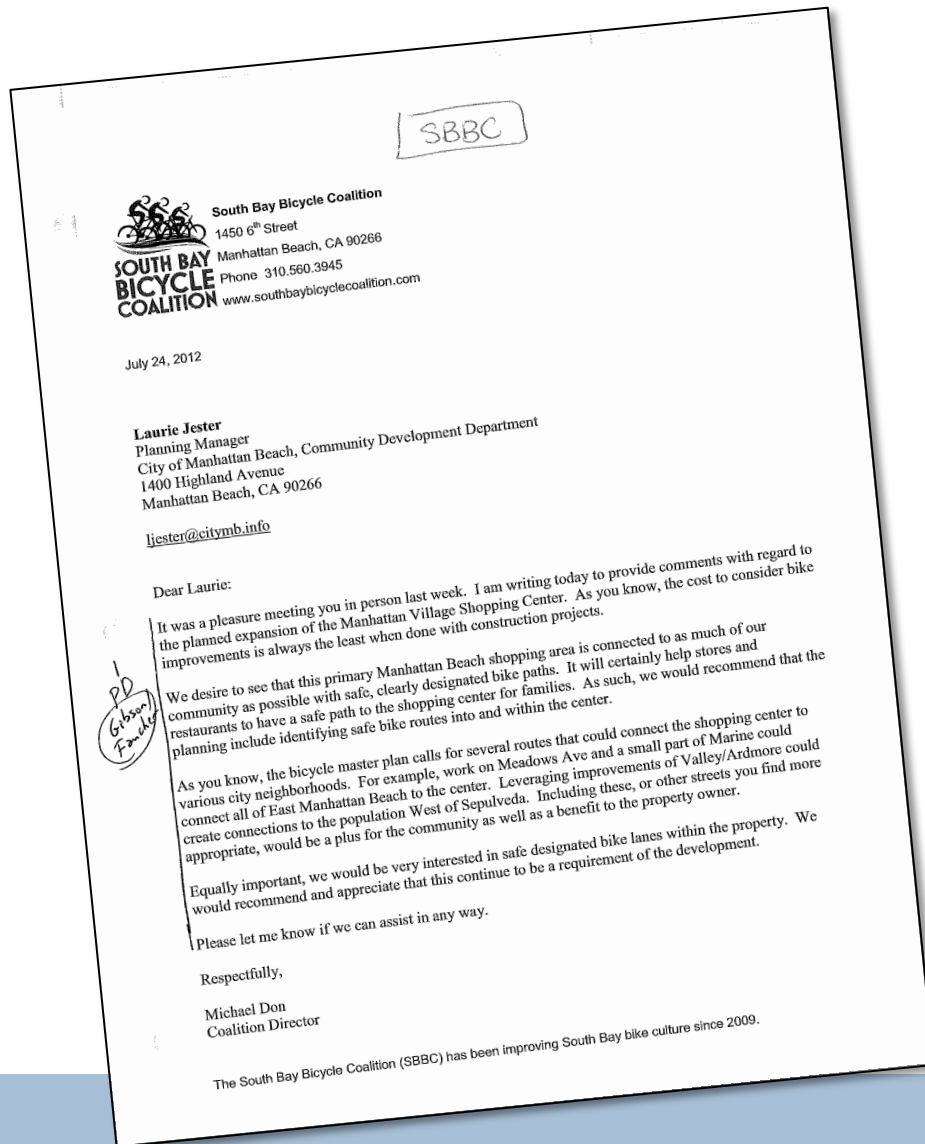 SBBC
SOUTH BAY
BICYCLE
COALITION
South Bay Bicycle Coalition
1450 6th Street
Manhattan Beach, CA 90266
Phone 310.560.3945
www.southbaybicyclecoalition.com
July 24, 2012
Laurie Jester
Planning Manager
City of Manhattan Beach, Community Development Department
1400 Highland Avenue
Manhattan Beach, CA 90266
ljester@citymb.info
Dear Laurie:
It was a pleasure meeting you in person last week. I am writing today to provide comments with regard to
the planned expansion of the Manhattan Village Shopping Center. As you know, the cost to consider bike
improvements is always the least when done with construction projects.
We desire to see that this primary Manhattan Beach shopping area is connected to as much of our
community as possible with safe, clearly designated bike paths. It will certainly help stores and
restaurants to have a safe path to the shopping center for families. As such, we would recommend that the
planning include identifying safe bike routes into and within the center.
1
PD
Gibson/
As you know, the bicycle master plan calls for several routes that could connect the shopping center to
various city neighborhoods. For example, work on Meadows Ave and a small part of Marine could
connect all of East Manhattan Beach to the center. Leveraging improvements of Valley/Ardmore could
create connections to the population West of Sepulveda. Including these, or other streets you find more
appropriate, would be a plus for the community as well as a benefit to the property owner.
Equally important, we would be very interested in safe designated bike lanes within the property. We
would recommend and appreciate that this continue to be a requirement of the development.
Please let me know if we can assist in any way.
Respectfully,
Michael Don
Coalition Director
The South Bay Bicycle Coalition (SBBC) has been improving South Bay bike culture since 2009.